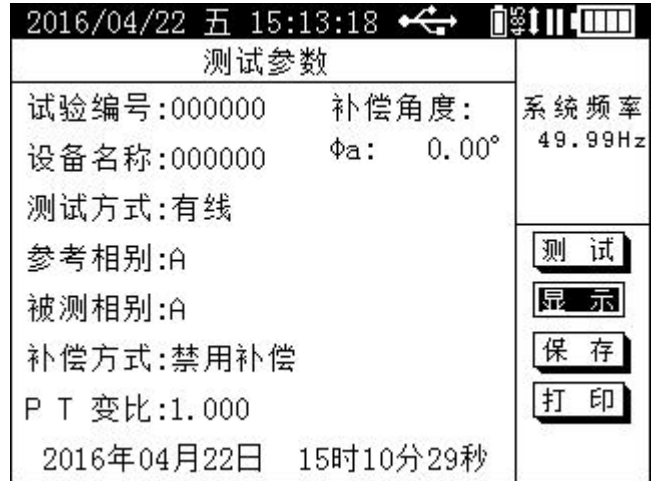 2016/04/22 五 15:13:18
测试参数
试验编号:000000
补偿角度:
设备名称:000000
Φa: 0.00°
测试方式:有线
参考相别:A
被测相别:A
补偿方式:禁用补偿
P T 变比:1.000
2016年04月22日 15时10分29秒
系统频率
49.99Hz
测 试
显 示
保 存
打 印